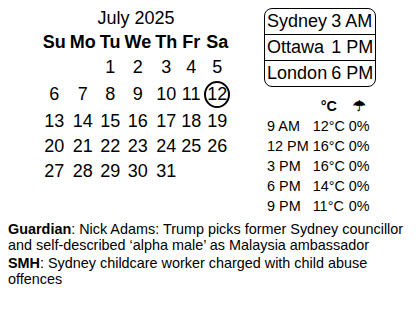 July 2025
Su Mo Tu We Th Fr Sa
1 2 3 4 5
6 7 8 9 10 11 12
13 14 15 16 17 18 19
20 21 22 23 24 25 26
27 28 29 30 31
Sydney 3 AM
Ottawa 1 PM
London 6 PM
°C ☂
9 AM 12°C 0%
12 PM 16°C 0%
3 PM 16°C 0%
6 PM 14°C 0%
9 PM 11°C 0%
Guardian: Nick Adams: Trump picks former Sydney councillor
and self-described ‘alpha male’ as Malaysia ambassador
SMH: Sydney childcare worker charged with child abuse
offences